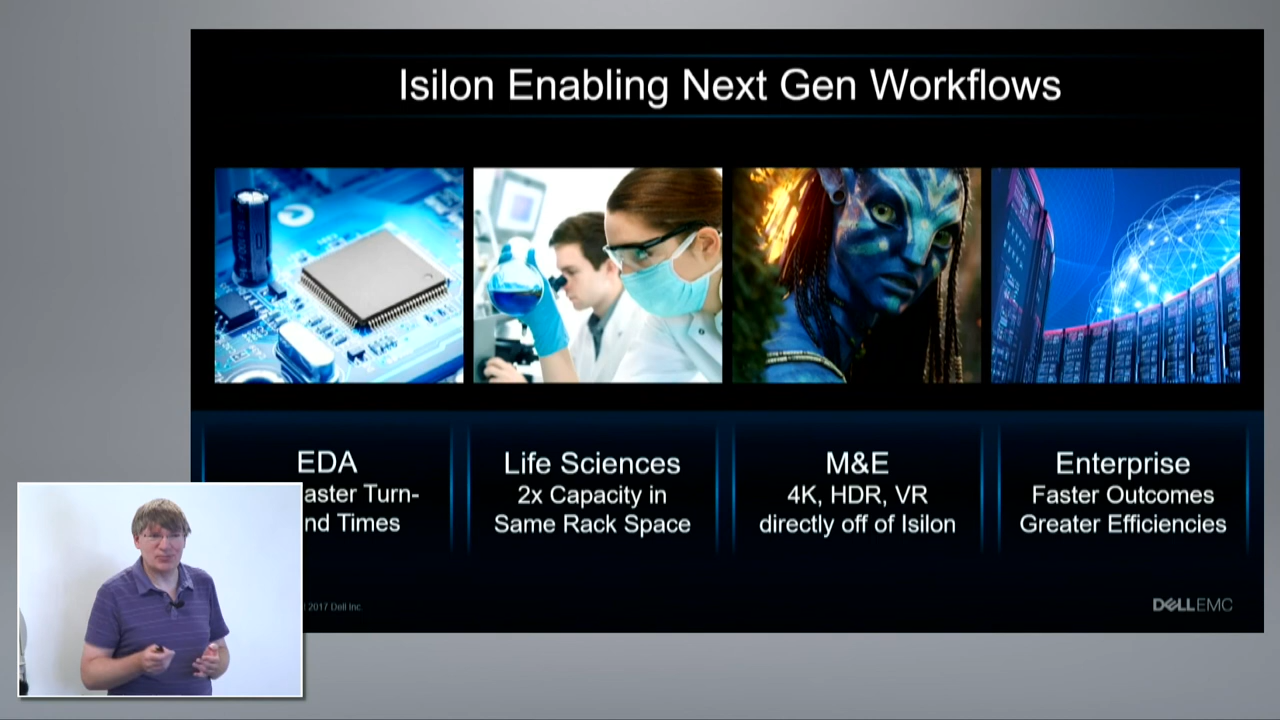 Isilon Enabling Next Gen Workflows
EDA
aster Turn-
nd Times
Life Sciences
2x Capacity in
Same Rack Space
M&E
4K, HDR, VR
directly off of Isilon
Enterprise
Faster Outcomes
Greater Efficiencies
2017 Dell Inc
DELLEMC